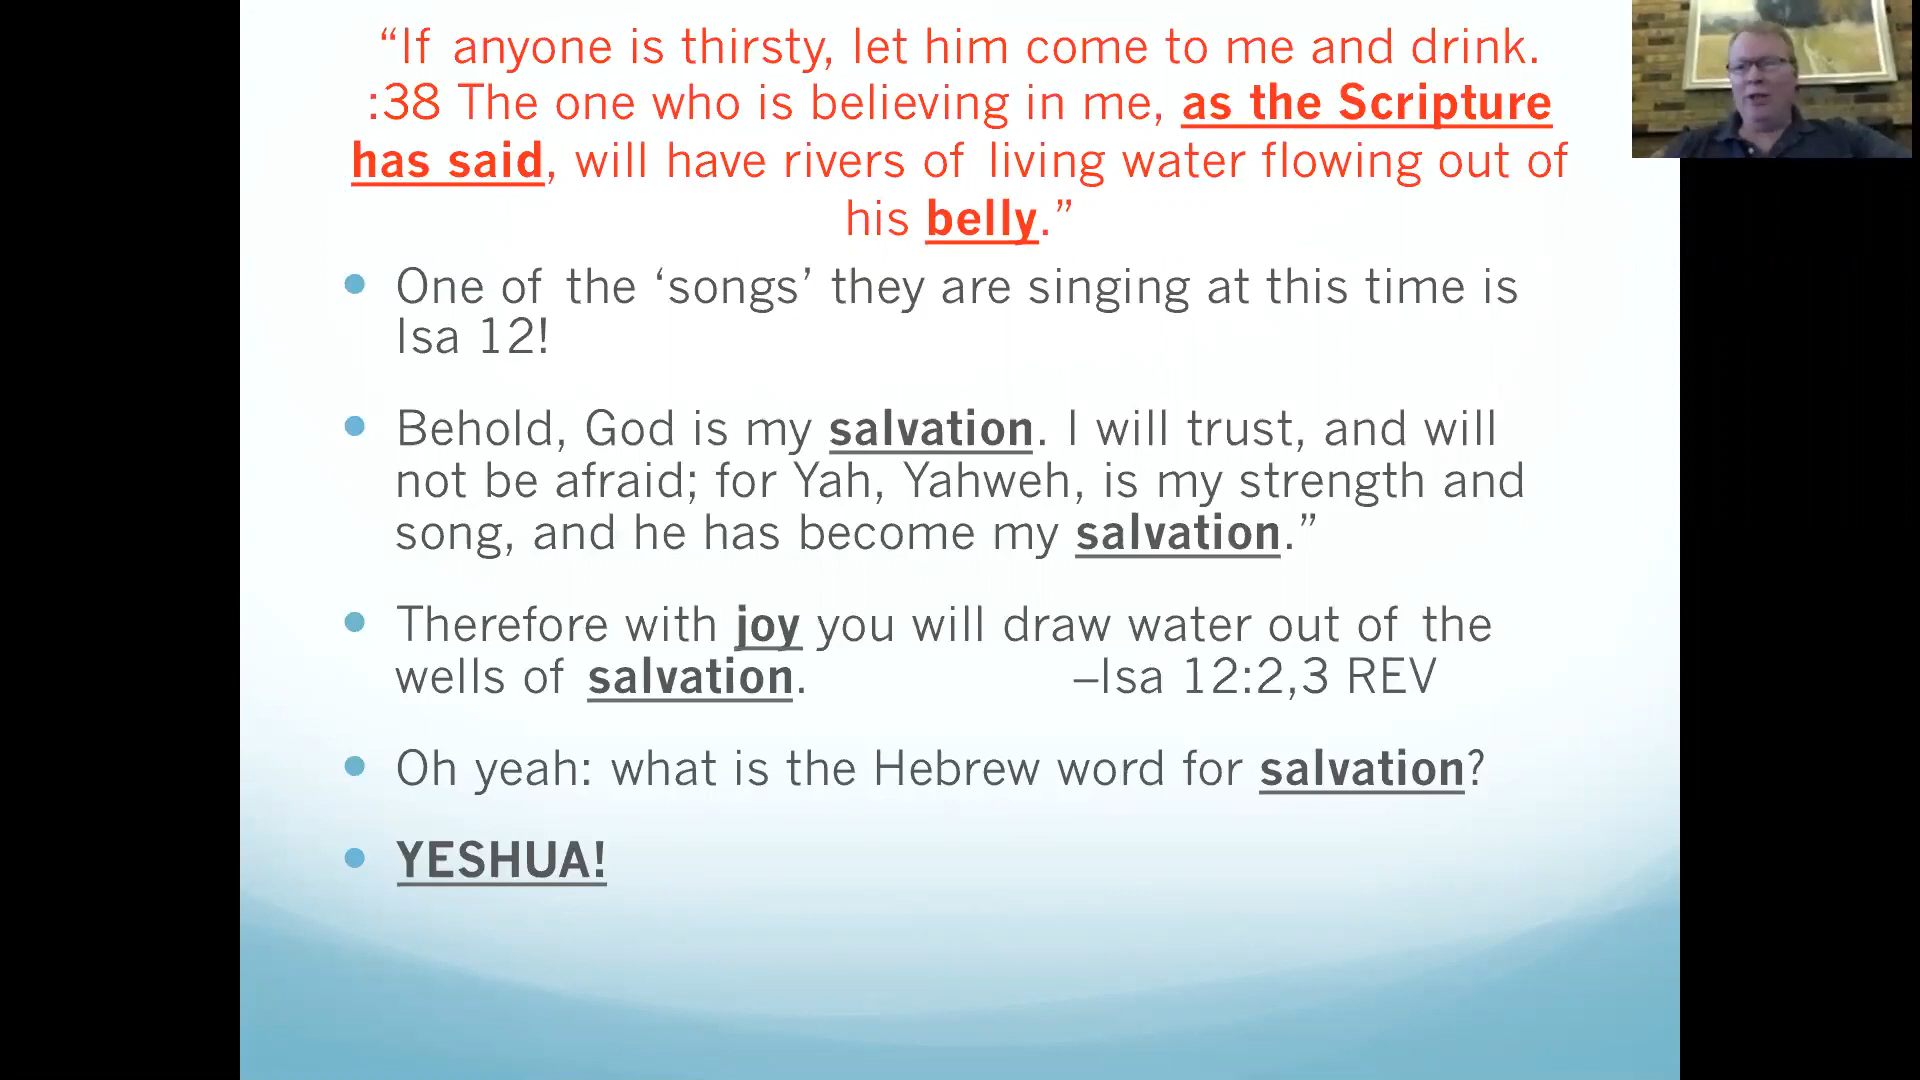 “If anyone is thirsty, let him come to me and drink.
:38 The one who is believing in me, as the Scripture
has said, will have rivers of living water flowing out of
his belly.”
One of the ‘songs’ they are singing at this time is
Isa 12!
Behold, God is my salvation. I will trust, and will
not be afraid; for Yah, Yahweh, is my strength and
song, and he has become my salvation.”
Therefore with joy you will draw water out of the
wells of salvation. –Isa 12:2,3 REV
Oh yeah: what is the Hebrew word for salvation?
YESHUA!